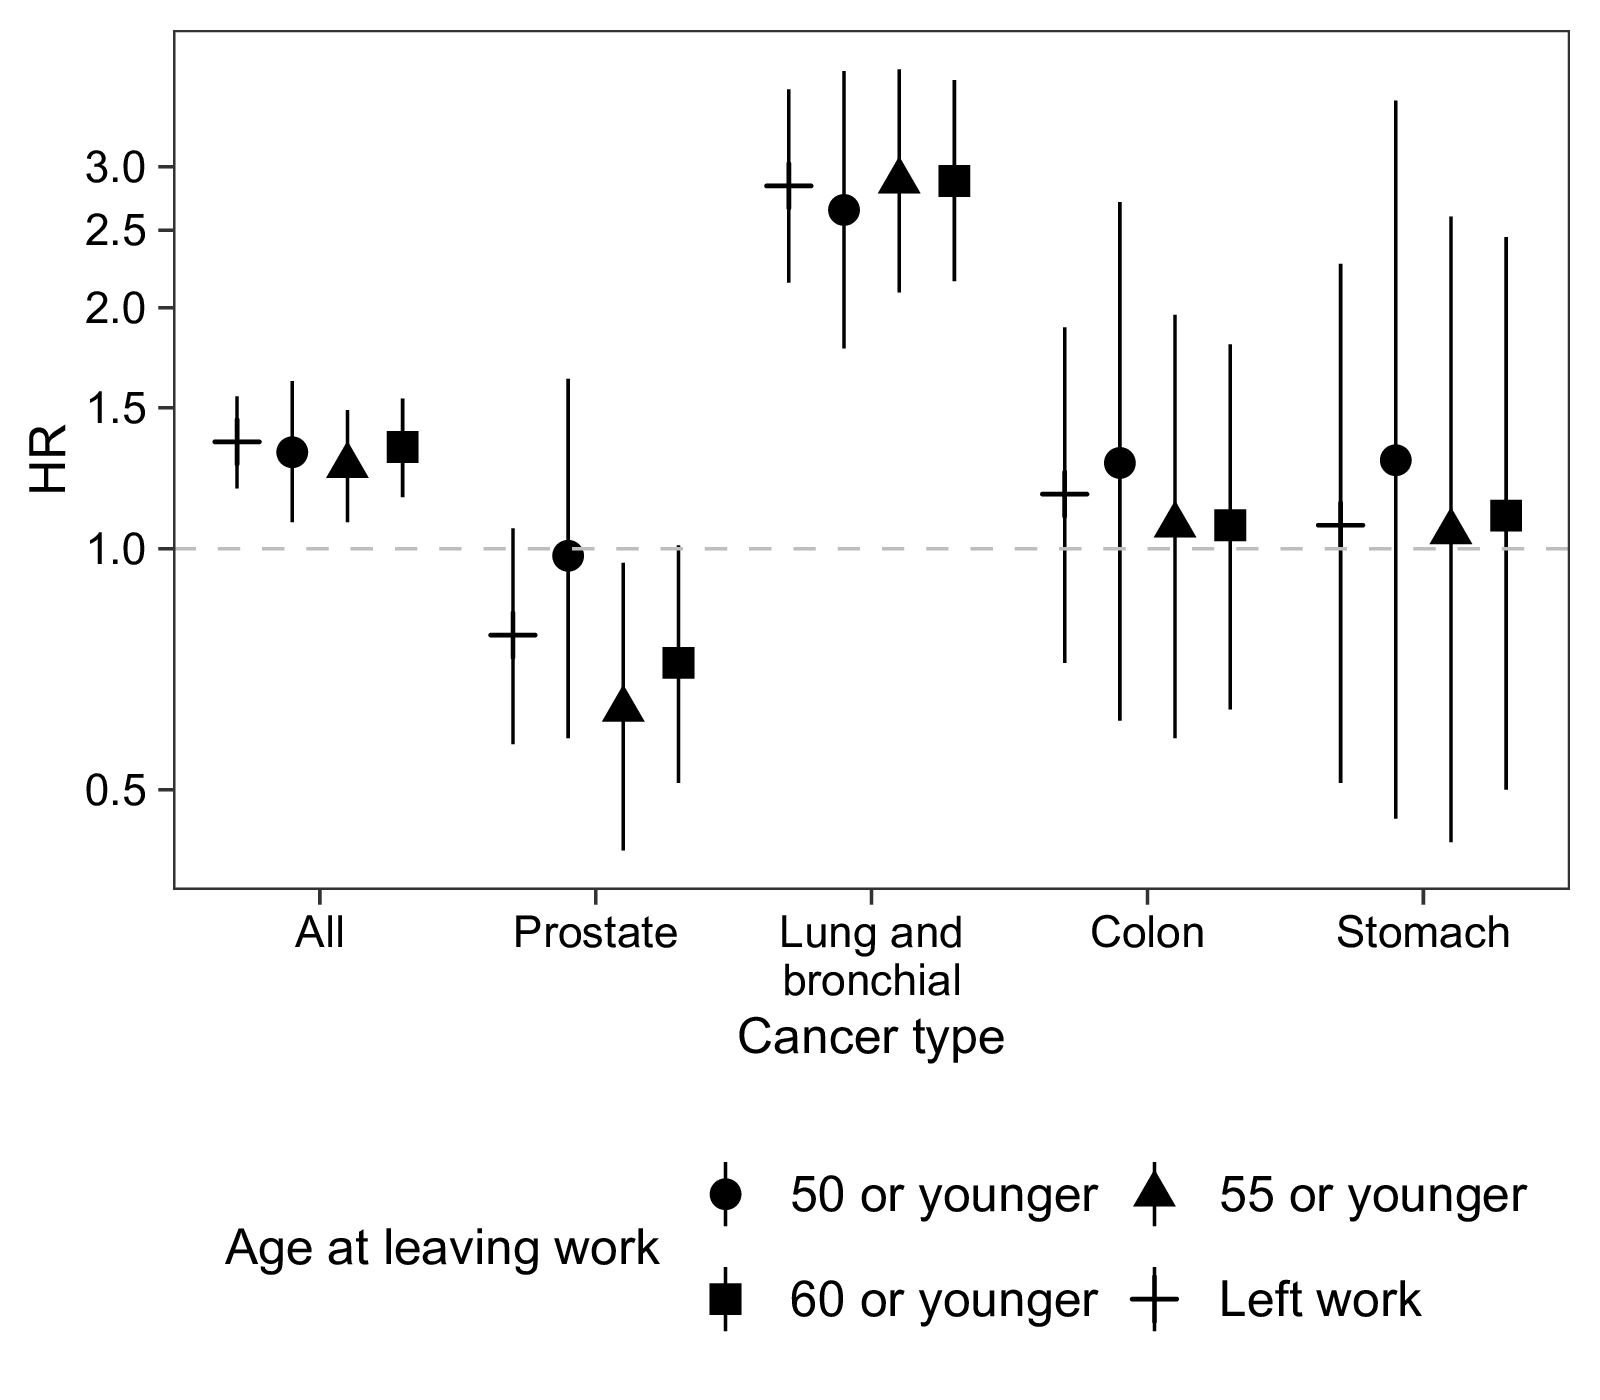 HR
3.0
2.5
2.0
1.5
1.0
0.5
All
Prostate
Lung and
bronchial
Colon
Stomach
Cancer type
Age at leaving work
50 or younger
55 or younger
60 or younger
Left work